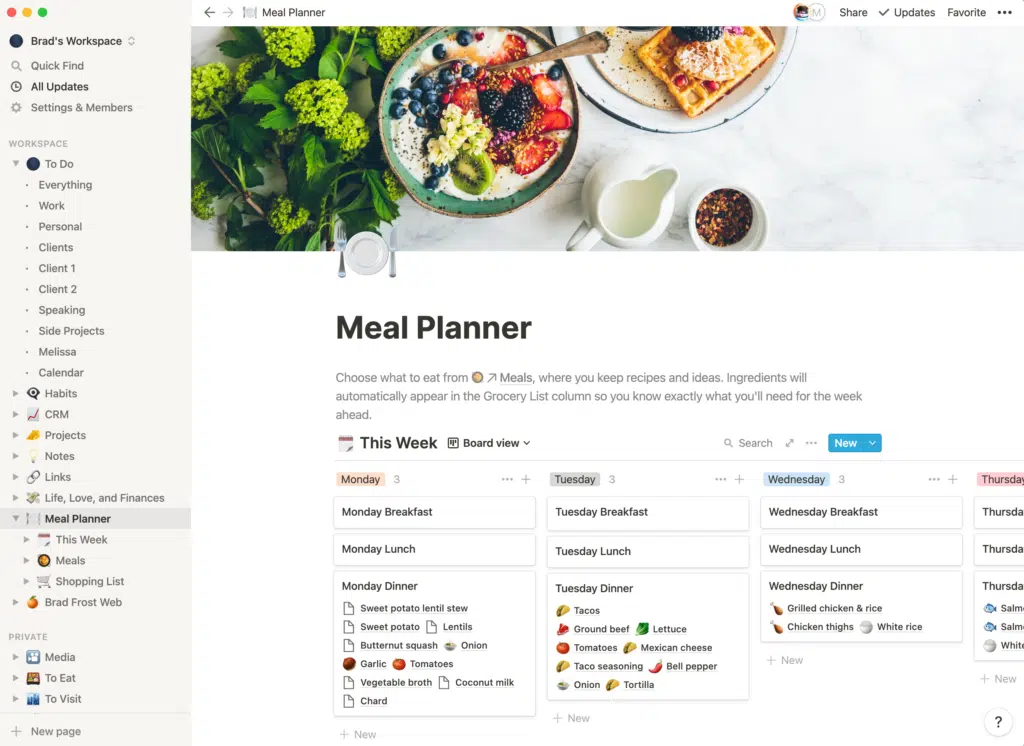 Meal Planner
M
Share
Updates
Favorite
Brad's Workspace
Quick Find
All Updates
Settings & Members
WORKSPACE
To Do
Everything
Work
Personal
Clients
Client 1
Client 2
Speaking
Side Projects
Melissa
Calendar
Habits
CRM
Projects
Notes
Links
Life, Love, and Finances
Meal Planner
This Week
Meals
Shopping List
Brad Frost Web
PRIVATE
Media
To Eat
To Visit
New page
Meal Planner
Choose what to eat from Meals, where you keep recipes and ideas. Ingredients will
automatically appear in the Grocery List column so you know exactly what you'll need for the week
ahead.
This Week Board view Search New
Monday 3
Monday Breakfast
Monday Lunch
Monday Dinner
Sweet potato lentil stew
Sweet potato Lentils
Butternut squash Onion
Garlic Tomatoes
Vegetable broth Coconut milk
Chard
New
Tuesday 3
Tuesday Breakfast
Tuesday Lunch
Tuesday Dinner
Tacos
Ground beef Lettuce
Tomatoes Mexican cheese
Taco seasoning Bell pepper
Onion Tortilla
New
Wednesday 3
Wednesday Breakfast
Wednesday Lunch
Wednesday Dinner
Grilled chicken & rice
Chicken thighs White rice
New
Thursday
Thursda
Thursda
Thursda
Salm
Salm
White
New
?